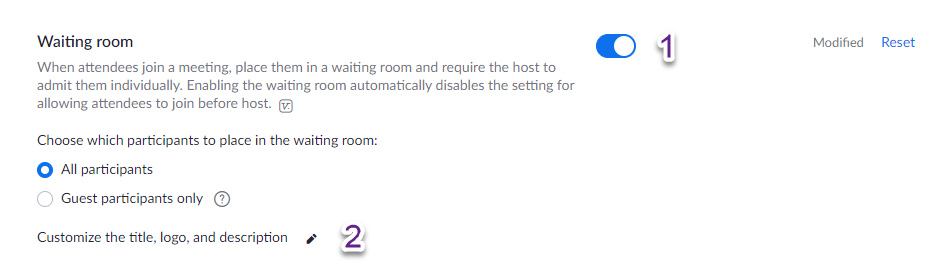 Waiting room
1
Modified
Reset
When attendees join a meeting, place them in a waiting room and require the host to
admit them individually. Enabling the waiting room automatically disables the setting for
allowing attendees to join before host.
Choose which participants to place in the waiting room:
All participants
Guest participants only ?
Customize the title, logo, and description
2